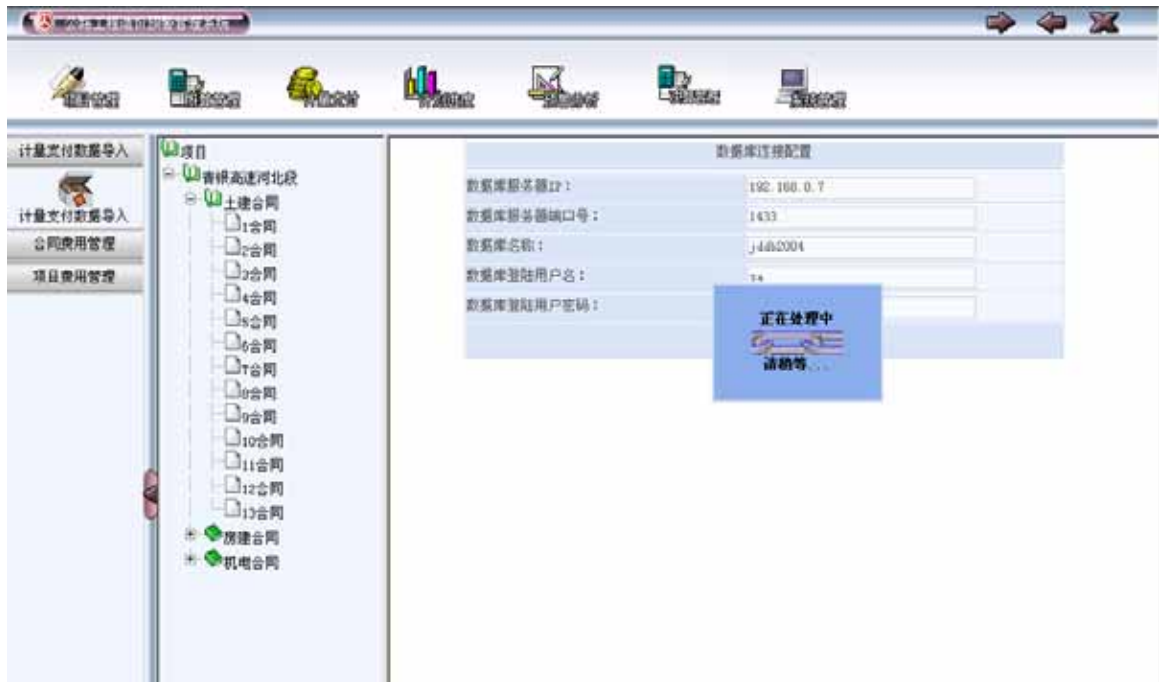 计量支付
计量支付数据导入
计量支付数据导入
合同费用管理
项目费用管理
项目
青银高速河北段
土建合同
1合同
2合同
3合同
4合同
5合同
6合同
7合同
8合同
9合同
10合同
11合同
12合同
13合同
房建合同
机电合同
数据库连接配置
数据库服务器IP：
192.168.0.7
数据库服务器端口号：
1433
数据库名称：
数据库登陆用户名：
sa
数据库登陆用户密码：
正在处理中
请稍等...